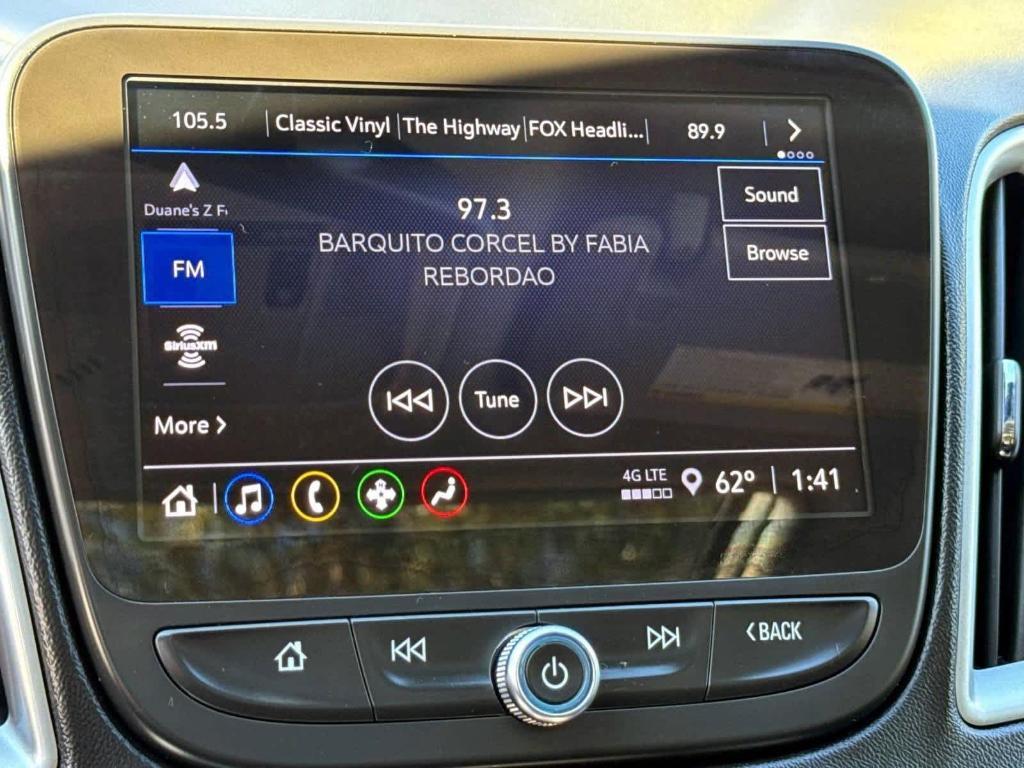 105.5 Classic Vinyl The Highway FOX Headli... 89.9
Duane's Z F
97.3
Sound
BARQUITO CORCEL BY FABIA
REBORDAO
Browse
FM
SiriusXM
Tune
More
4G LTE
62° 1:41
BACK